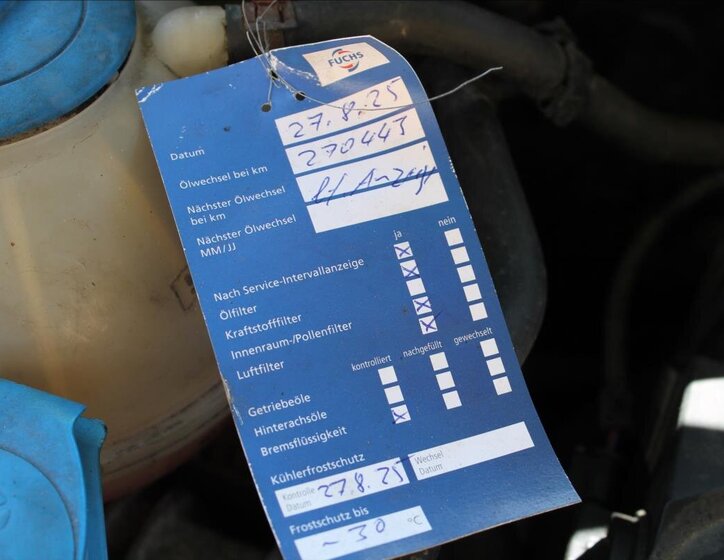 FUCHS
Datum 27.8.25
Ölwechsel bei km 270443
Nächster Ölwechsel
bei km lt. Anzeige
Nächster Ölwechsel
MM/JJ
ja nein
Nach Service-Intervallanzeige
Ölfilter
Kraftstofffilter
Innenraum-/Pollenfilter
Luftfilter
kontrolliert nachgefüllt gewechselt
Getriebeöle
Hinterachsöle
Bremsflüssigkeit
Kühlerfrostschutz
Kontrolle
Datum 27.8.25
Wechsel
Datum
Frostschutz bis
-30 °C